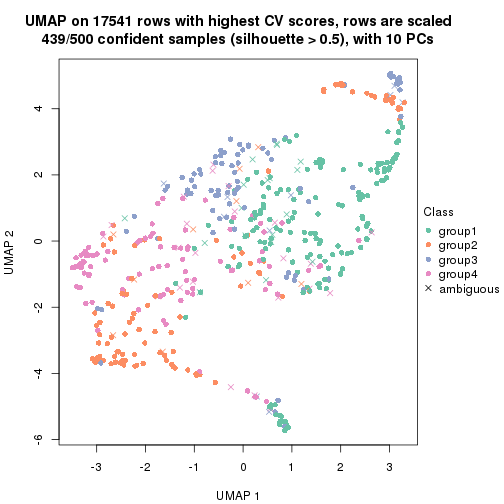 UMAP on 17541 rows with highest CV scores, rows are scaled
439/500 confident samples (silhouette > 0.5), with 10 PCs
4
2
0
-2
-4
-6
UMAP 2
-3
-2
-1
0
1
2
3
UMAP 1
Class
group1
group2
group3
group4
ambiguous